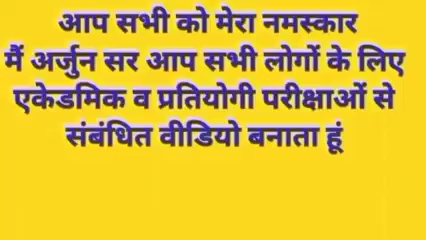 आप सभी को मेरा नमस्कार
मैं अर्जुन सर आप सभी लोगों के लिए
एकेडमिक व प्रतियोगी परीक्षाओं से
संबंधित वीडियो बनाता हूं